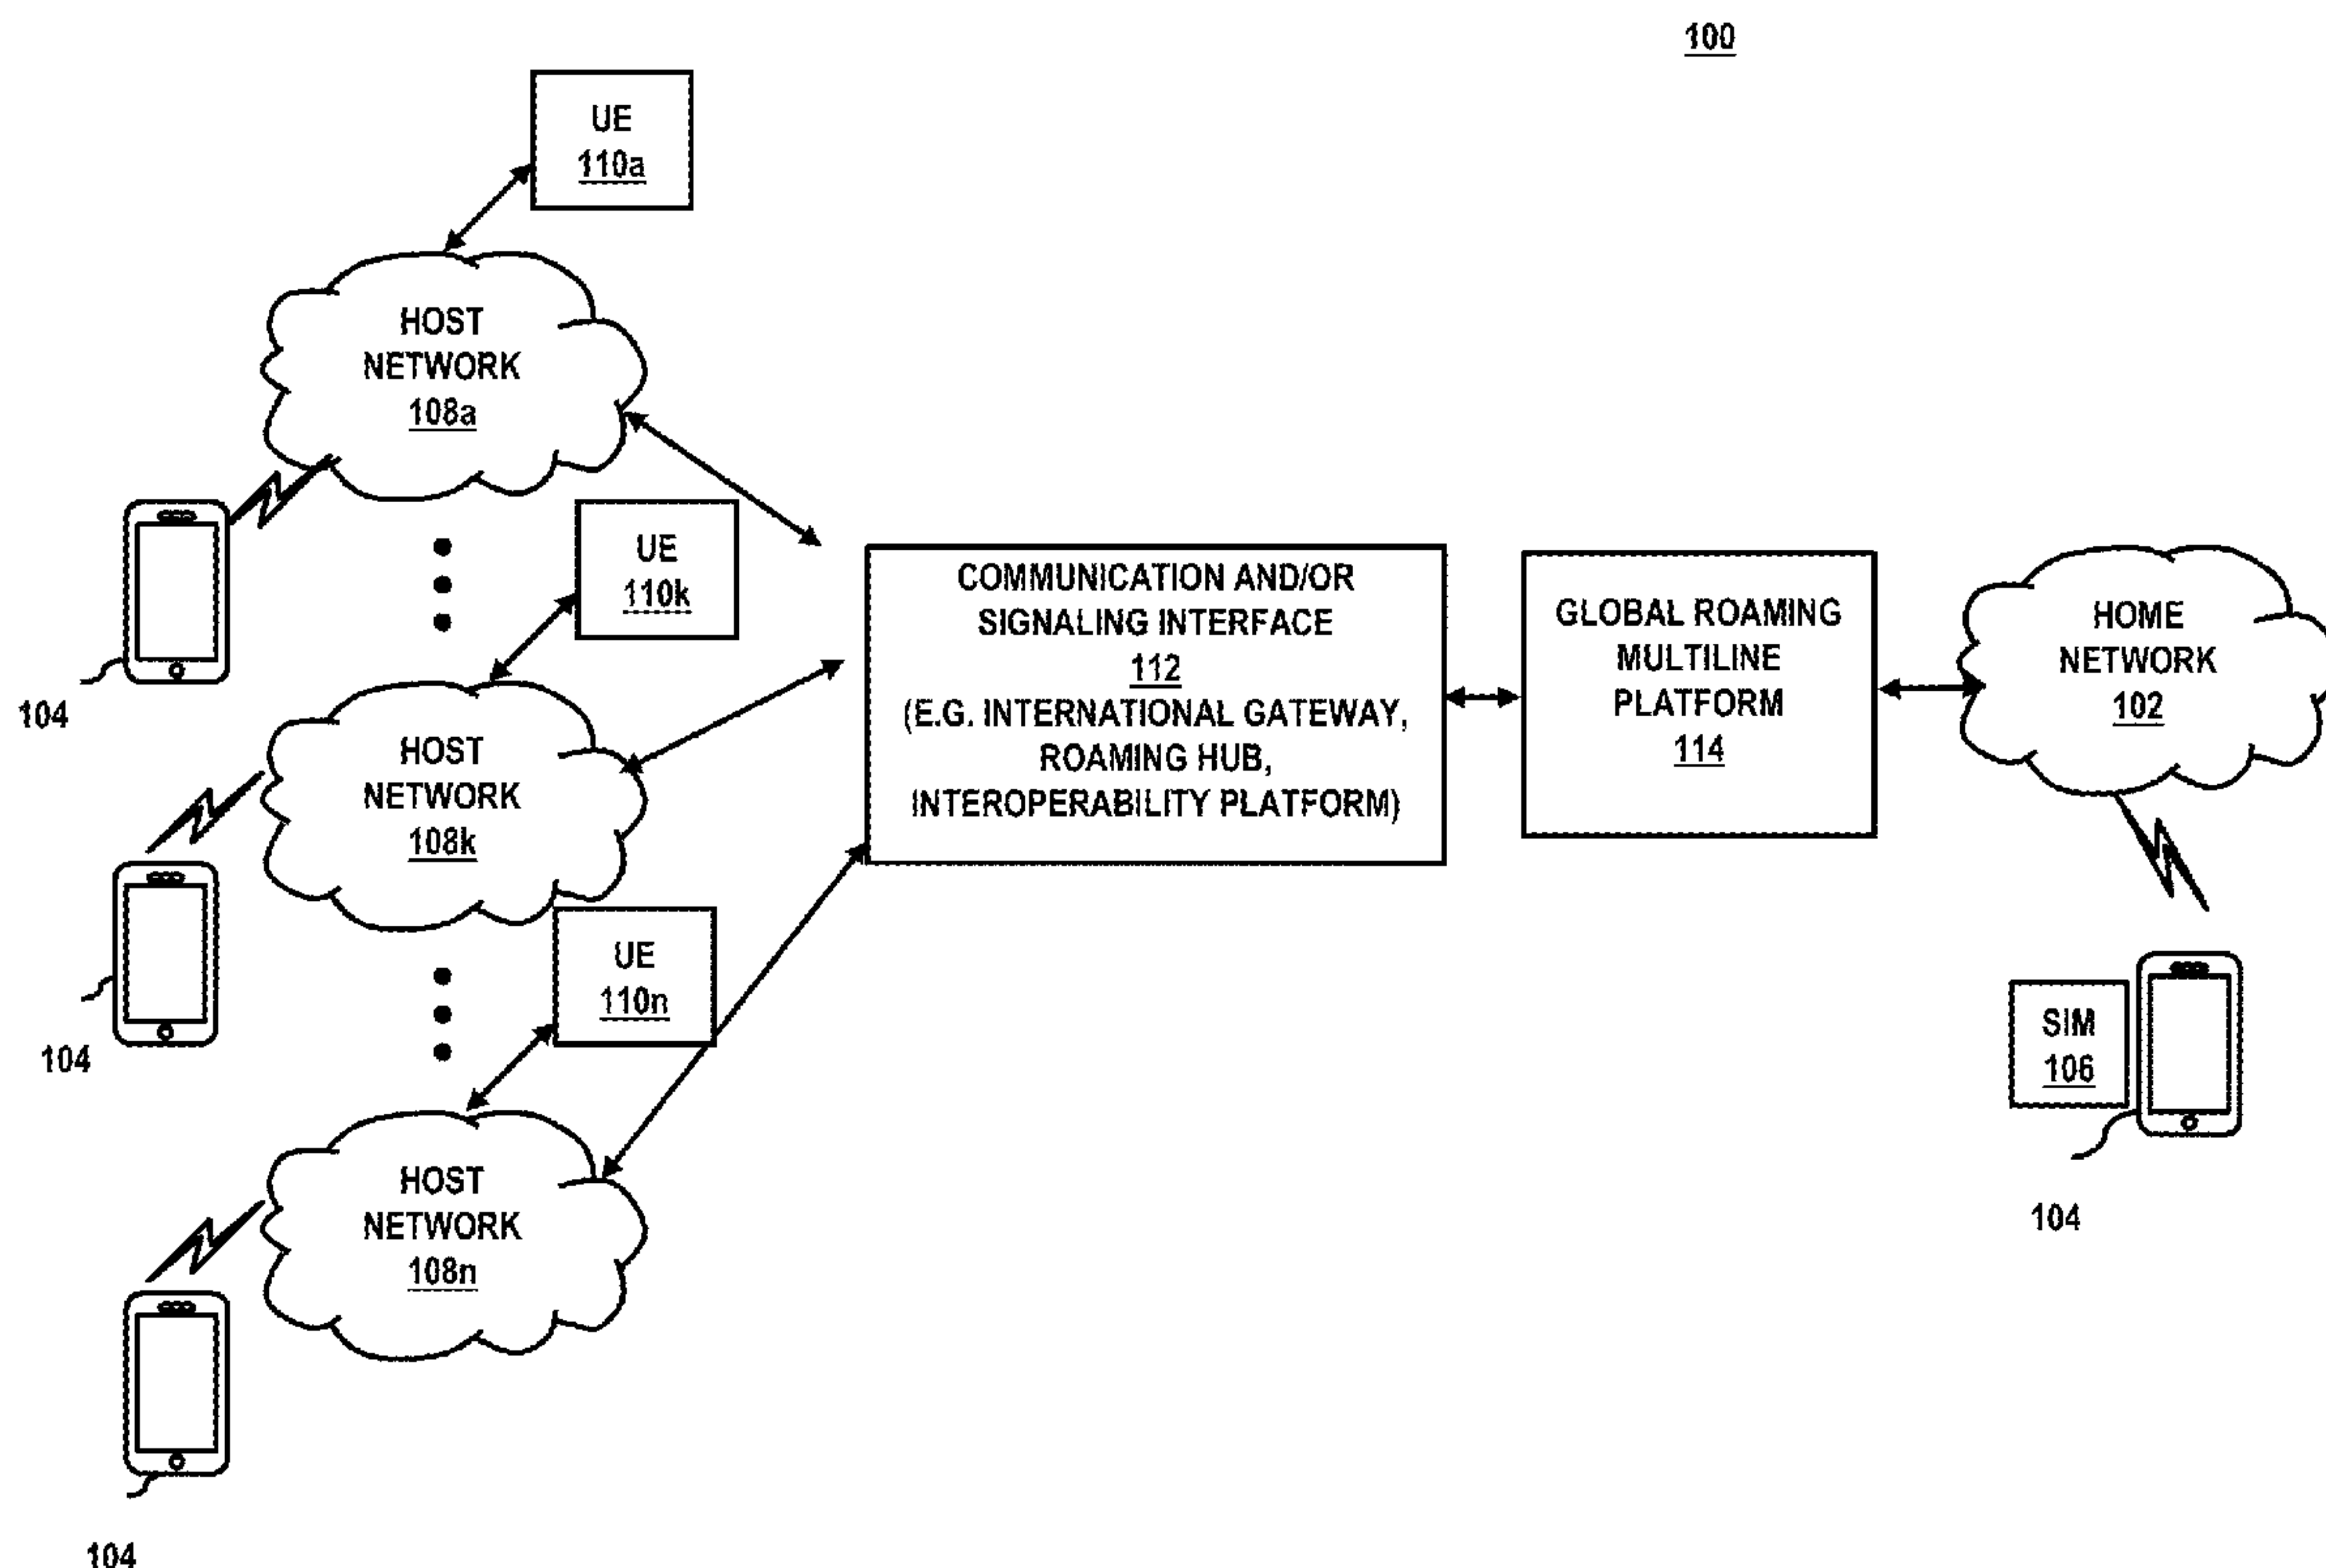 100
UE
110a
HOST
NETWORK
108a
104
UE
110k
HOST
NETWORK
108k
104
UE
110n
HOST
NETWORK
108n
104
COMMUNICATION AND/OR
SIGNALING INTERFACE
112
(E.G. INTERNATIONAL GATEWAY,
ROAMING HUB,
INTEROPERABILITY PLATFORM)
GLOBAL ROAMING
MULTILINE
PLATFORM
114
HOME
NETWORK
102
SIM
106
104